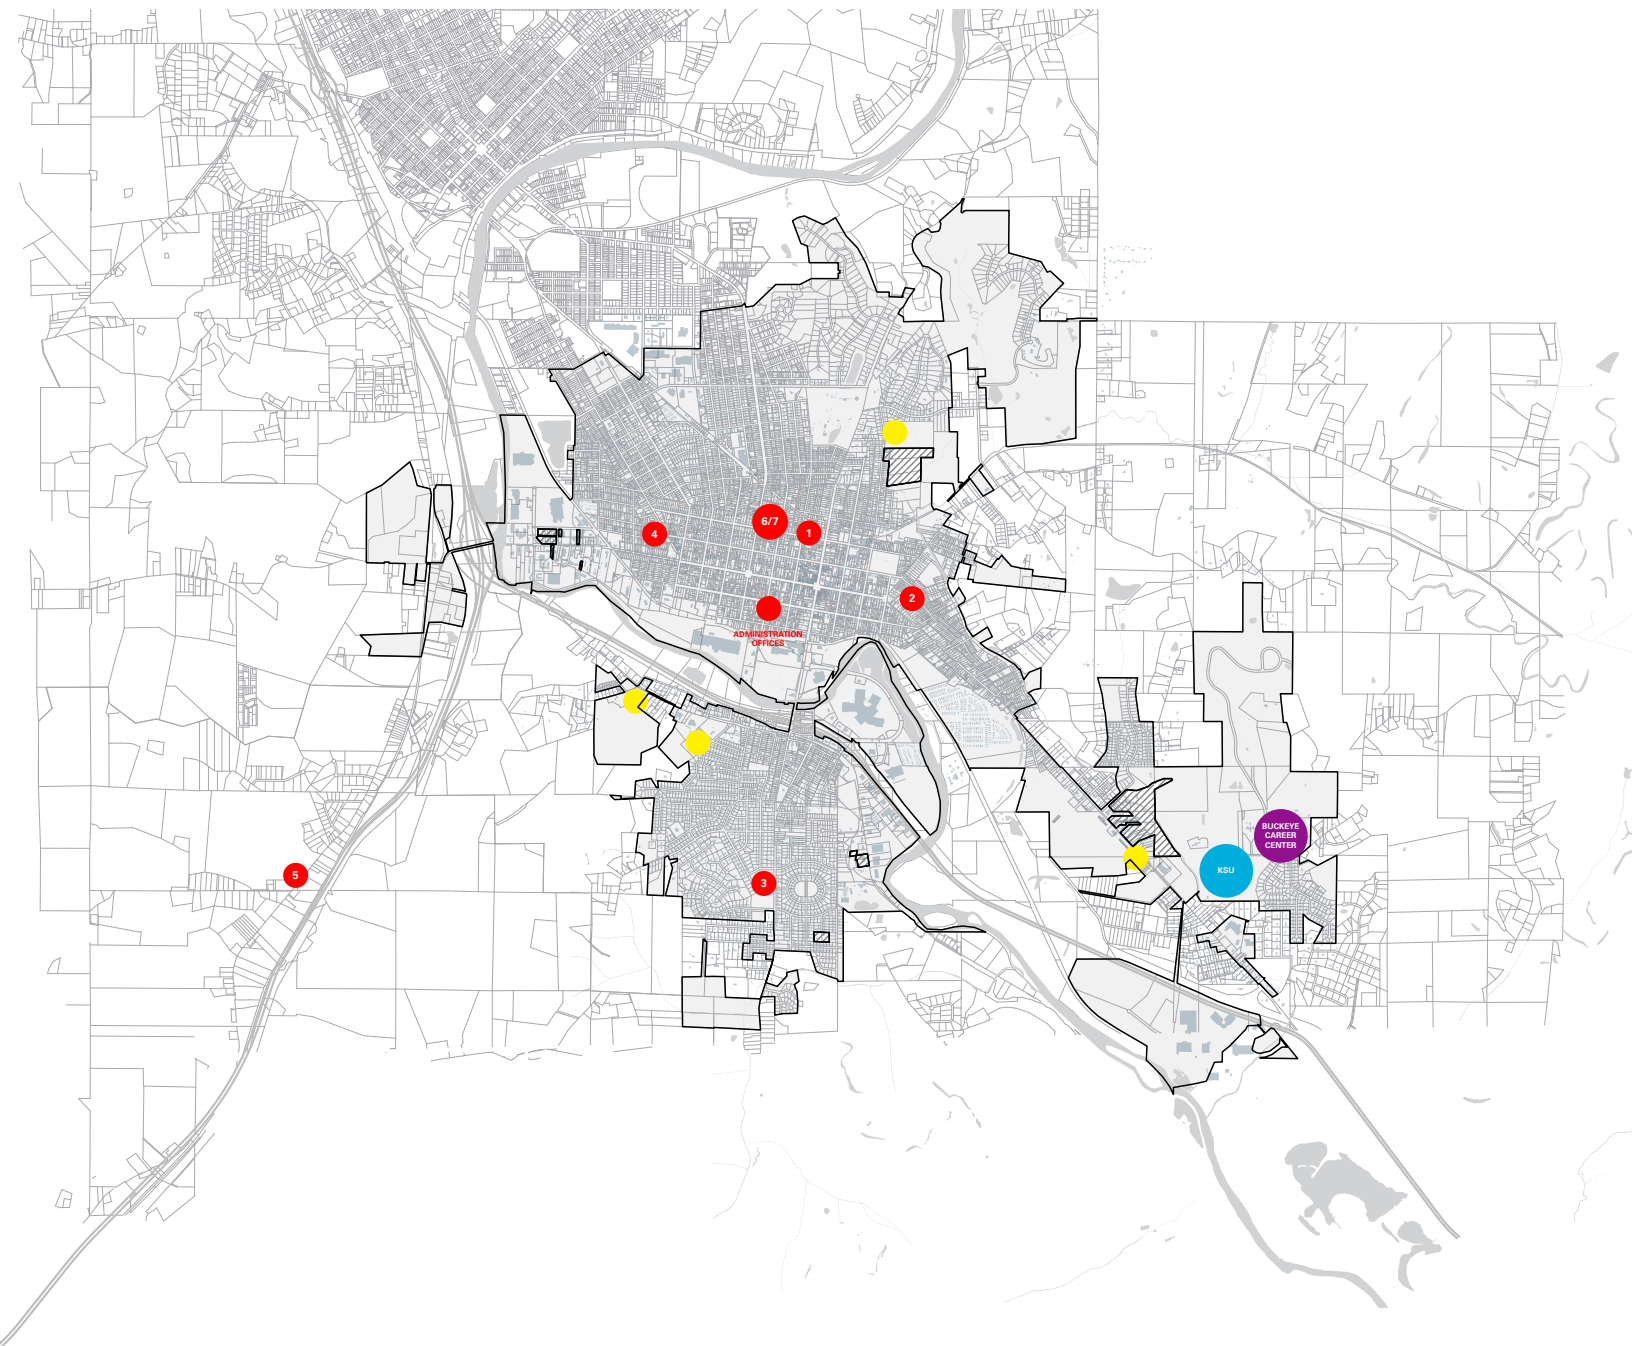 6/7
1
4
2
ADMINISTRATION
OFFICES
BUCKEYE
CAREER
CENTER
KSU
5
3